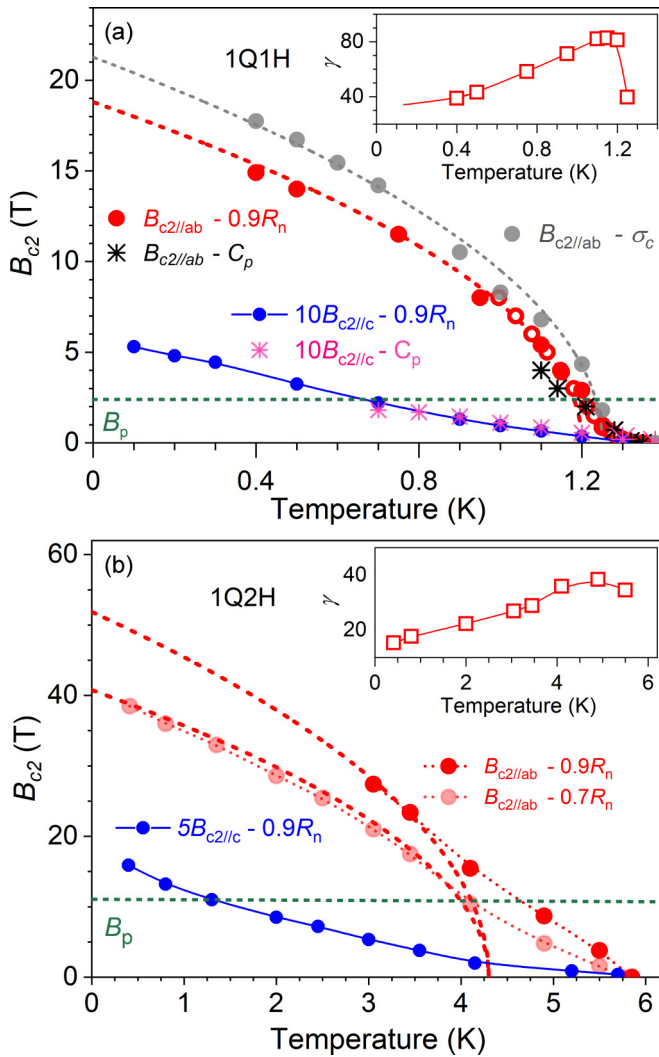 (a) 1Q1H
γ
80
40
0.4 0.8 1.2
Temperature (K)
20
15
10
5
0
B_c2 (T)
B_c2//ab - 0.9R_n
B_c2//ab - C_p
B_c2//ab - σ_c
10B_c2//c - 0.9R_n
10B_c2//c - C_p
B_p
0 0.4 0.8 1.2
Temperature (K)
(b) 1Q2H
γ
40
20
0 2 4 6
Temperature (K)
60
40
20
0
B_c2 (T)
B_c2//ab - 0.9R_n
B_c2//ab - 0.7R_n
5B_c2//c - 0.9R_n
B_p
0 1 2 3 4 5 6
Temperature (K)